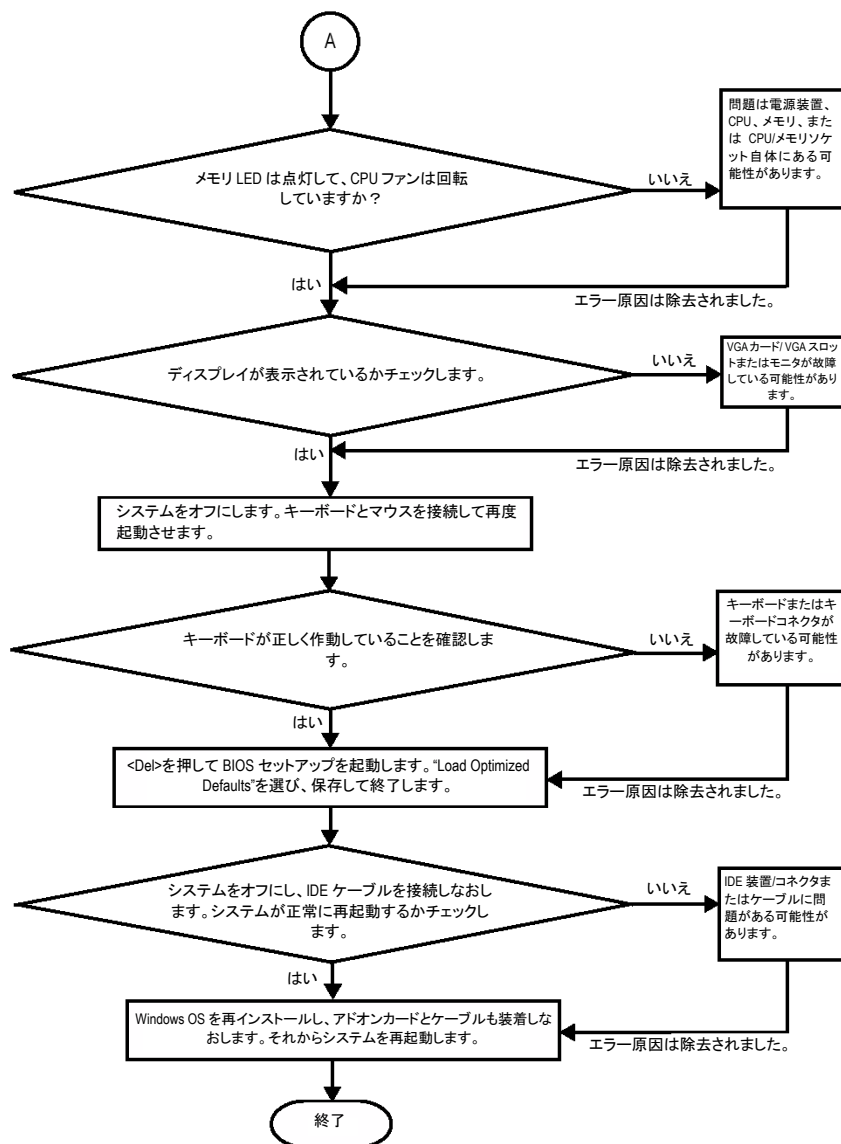 A
メモリ LED は点灯して、CPU ファンは回転
していますか？
いいえ
問題は電源装置、
CPU、メモリ、また
は CPU/メモリソケ
ット自体にある可
能性があります。
はい
エラー原因は除去されました。
ディスプレイが表示されているかチェックします。
いいえ
VGAカード/ VGA スロッ
トまたはモニタが故障
している可能性があり
ます。
はい
エラー原因は除去されました。
システムをオフにします。キーボードとマウスを接続して再度
起動させます。
キーボードが正しく作動していることを確認しま
す。
いいえ
キーボードまたはキ
ーボードコネクタが
故障している可能性
があります。
はい
<Del>を押して BIOS セットアップを起動します。“Load Optimized
Defaults”を選び、保存して終了します。
エラー原因は除去されました。
システムをオフにし、IDE ケーブルを接続しなおし
ます。システムが正常に再起動するかチェックし
ます。
いいえ
IDE 装置/コネクタま
たはケーブルに問
題がある可能性が
あります。
はい
Windows OS を再インストールし、アドオンカードとケーブルも装着しな
おします。それからシステムを再起動します。
エラー原因は除去されました。
終了